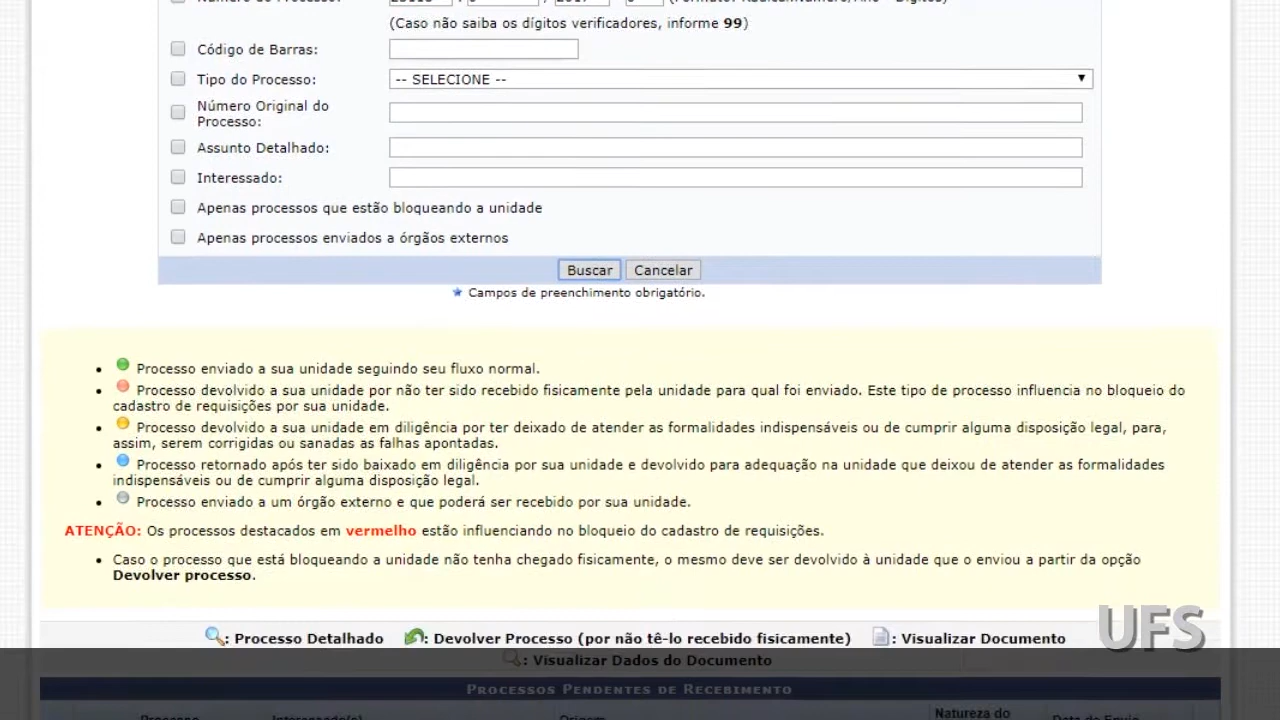 (Caso não saiba os dígitos verificadores, informe 99)
Código de Barras:
Tipo do Processo: -- SELECIONE --
Número Original do
Processo:
Assunto Detalhado:
Interessado:
Apenas processos que estão bloqueando a unidade
Apenas processos enviados a órgãos externos
Buscar Cancelar
Campos de preenchimento obrigatório.
Processo enviado a sua unidade seguindo seu fluxo normal.
Processo devolvido a sua unidade por não ter sido recebido fisicamente pela unidade para qual foi enviado. Este tipo de processo influencia no bloqueio do
cadastro de requisições por sua unidade.
Processo devolvido a sua unidade em diligência por ter deixado de atender as formalidades indispensáveis ou de cumprir alguma disposição legal, para,
assim, serem corrigidas ou sanadas as falhas apontadas.
Processo retornado após ter sido baixado em diligência por sua unidade e devolvido para adequação na unidade que deixou de atender as formalidades
indispensáveis ou de cumprir alguma disposição legal.
Processo enviado a um órgão externo e que poderá ser recebido por sua unidade.
ATENÇÃO: Os processos destacados em vermelho estão influenciando no bloqueio do cadastro de requisições.
Caso o processo que está bloqueando a unidade não tenha chegado fisicamente, o mesmo deve ser devolvido à unidade que o enviou a partir da opção
Devolver processo.
UFS
: Processo Detalhado : Devolver Processo (por não tê-lo recebido fisicamente) : Visualizar Documento
: Visualizar Dados do Documento
PROCESSOS PENDENTES DE RECEBIMENTO
Natureza do